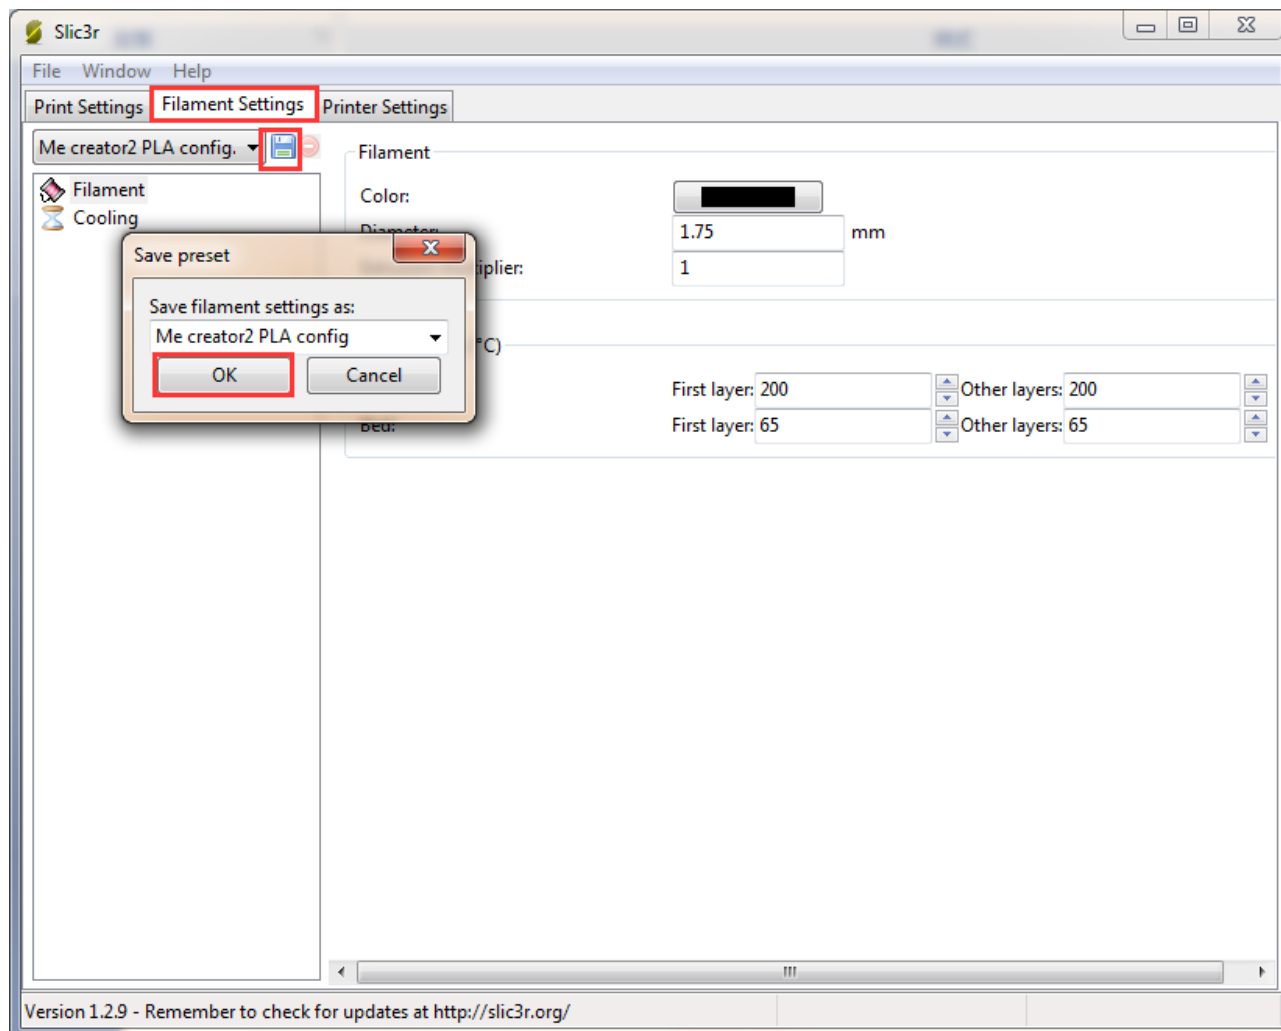 Slic3r
File Window Help
Print Settings Filament Settings Printer Settings
Me creator2 PLA config.
Filament
Cooling
Filament
Color:
Diameter: 1.75 mm
iplier: 1
°C)
First layer: 200 Other layers: 200
Bed: First layer: 65 Other layers: 65
Save preset
Save filament settings as:
Me creator2 PLA config
OK Cancel
Version 1.2.9 - Remember to check for updates at http://slic3r.org/